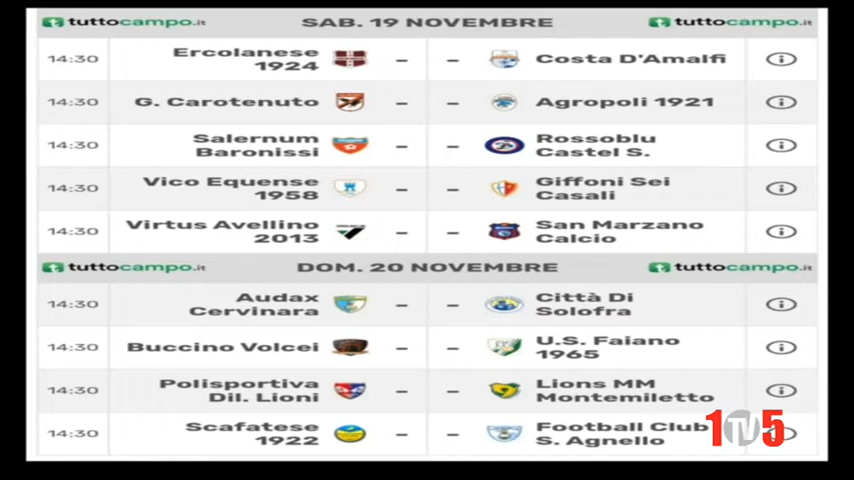 tuttocampo.it SAB. 19 NOVEMBRE tuttocampo.it
14:30 Ercolanese 1924 - - Costa D'Amalfi
14:30 G. Carotenuto - - Agropoli 1921
14:30 Salernum Baronissi - - Rossoblu Castel S.
14:30 Vico Equense 1958 - - Giffoni Sei Casali
14:30 Virtus Avellino 2013 - - San Marzano Calcio
tuttocampo.it DOM. 20 NOVEMBRE tuttocampo.it
14:30 Audax Cervinara - - Città Di Solofra
14:30 Buccino Volcei - - U.S. Faiano 1965
14:30 Polisportiva Dil. Lioni - - Lions MM Montemiletto
14:30 Scafatese 1922 - - Football Club S. Agnello
1TV5